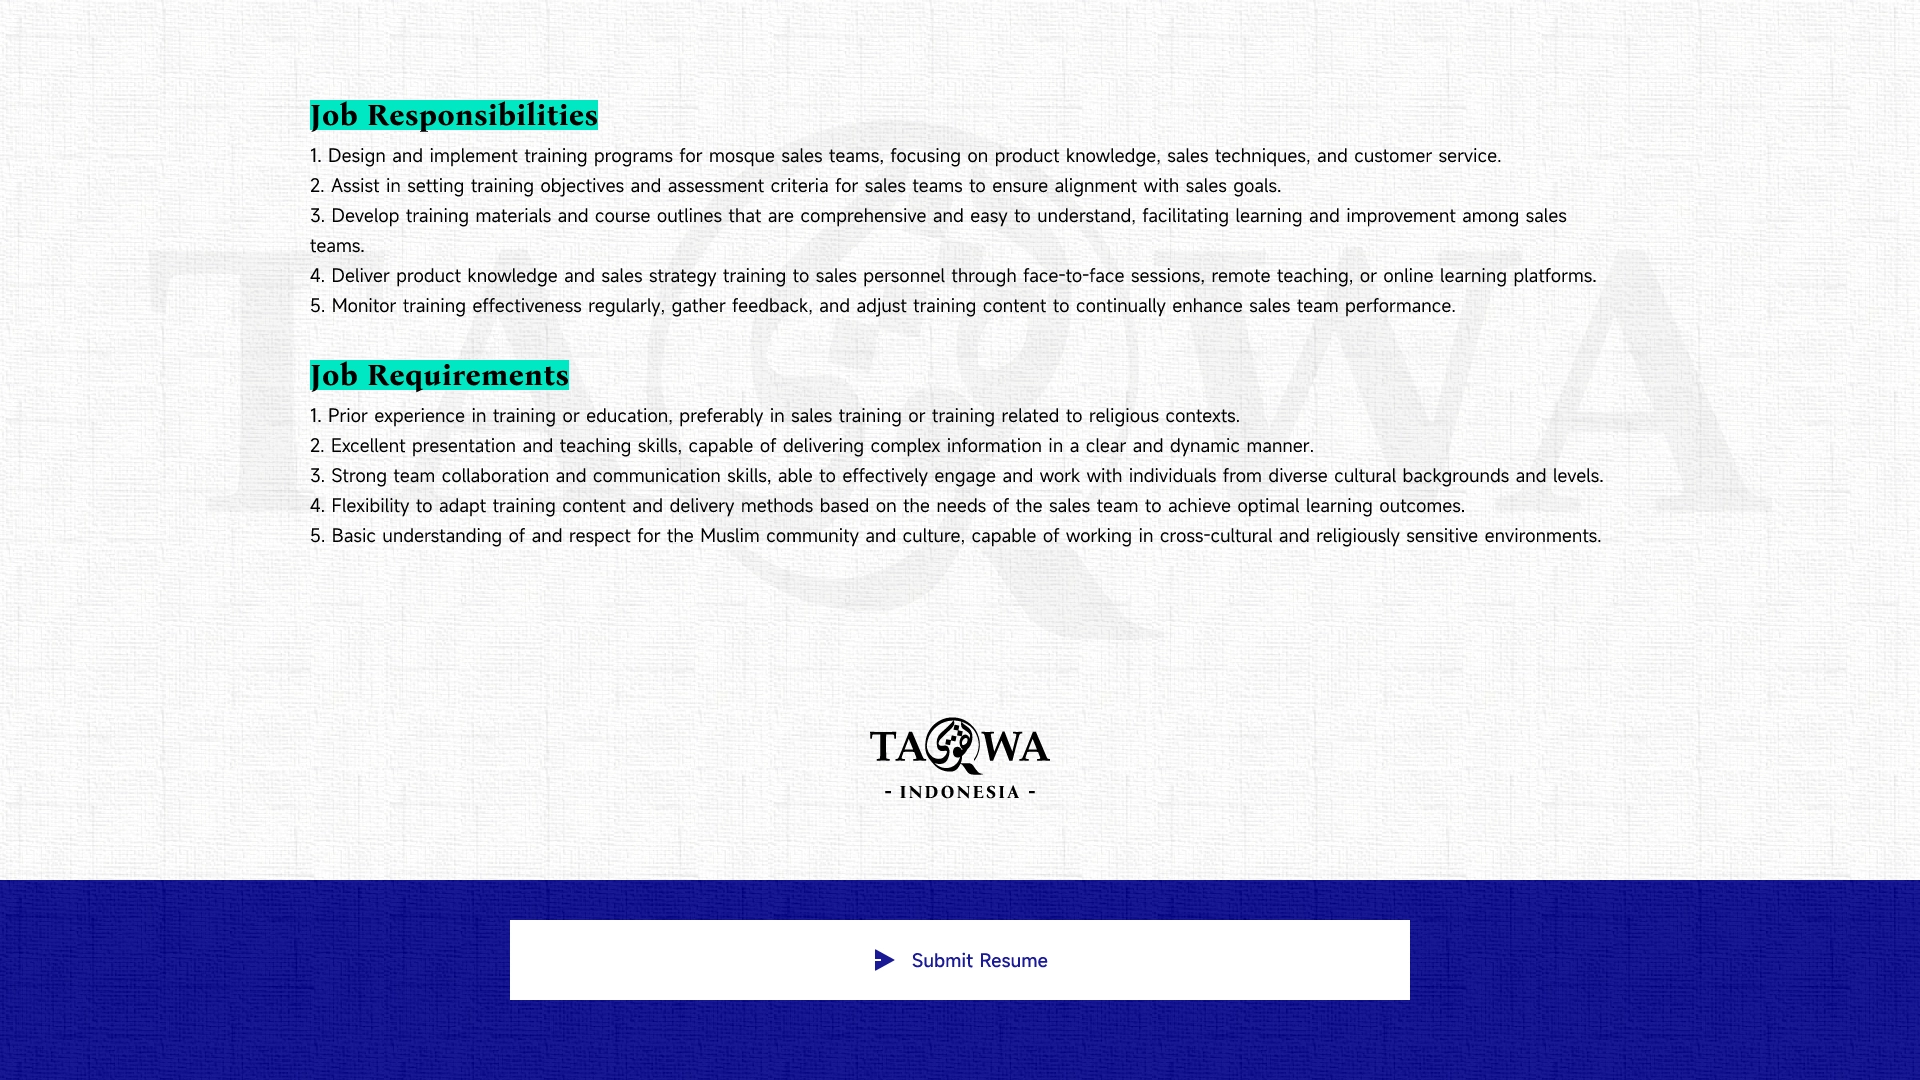 Job Responsibilities
1. Design and implement training programs for mosque sales teams, focusing on product knowledge, sales techniques, and customer service.
2. Assist in setting training objectives and assessment criteria for sales teams to ensure alignment with sales goals.
3. Develop training materials and course outlines that are comprehensive and easy to understand, facilitating learning and improvement among sales
teams.
4. Deliver product knowledge and sales strategy training to sales personnel through face-to-face sessions, remote teaching, or online learning platforms.
5. Monitor training effectiveness regularly, gather feedback, and adjust training content to continually enhance sales team performance.
Job Requirements
1. Prior experience in training or education, preferably in sales training or training related to religious contexts.
2. Excellent presentation and teaching skills, capable of delivering complex information in a clear and dynamic manner.
3. Strong team collaboration and communication skills, able to effectively engage and work with individuals from diverse cultural backgrounds and levels.
4. Flexibility to adapt training content and delivery methods based on the needs of the sales team to achieve optimal learning outcomes.
5. Basic understanding of and respect for the Muslim community and culture, capable of working in cross-cultural and religiously sensitive environments.
TAQWA
- INDONESIA -
Submit Resume